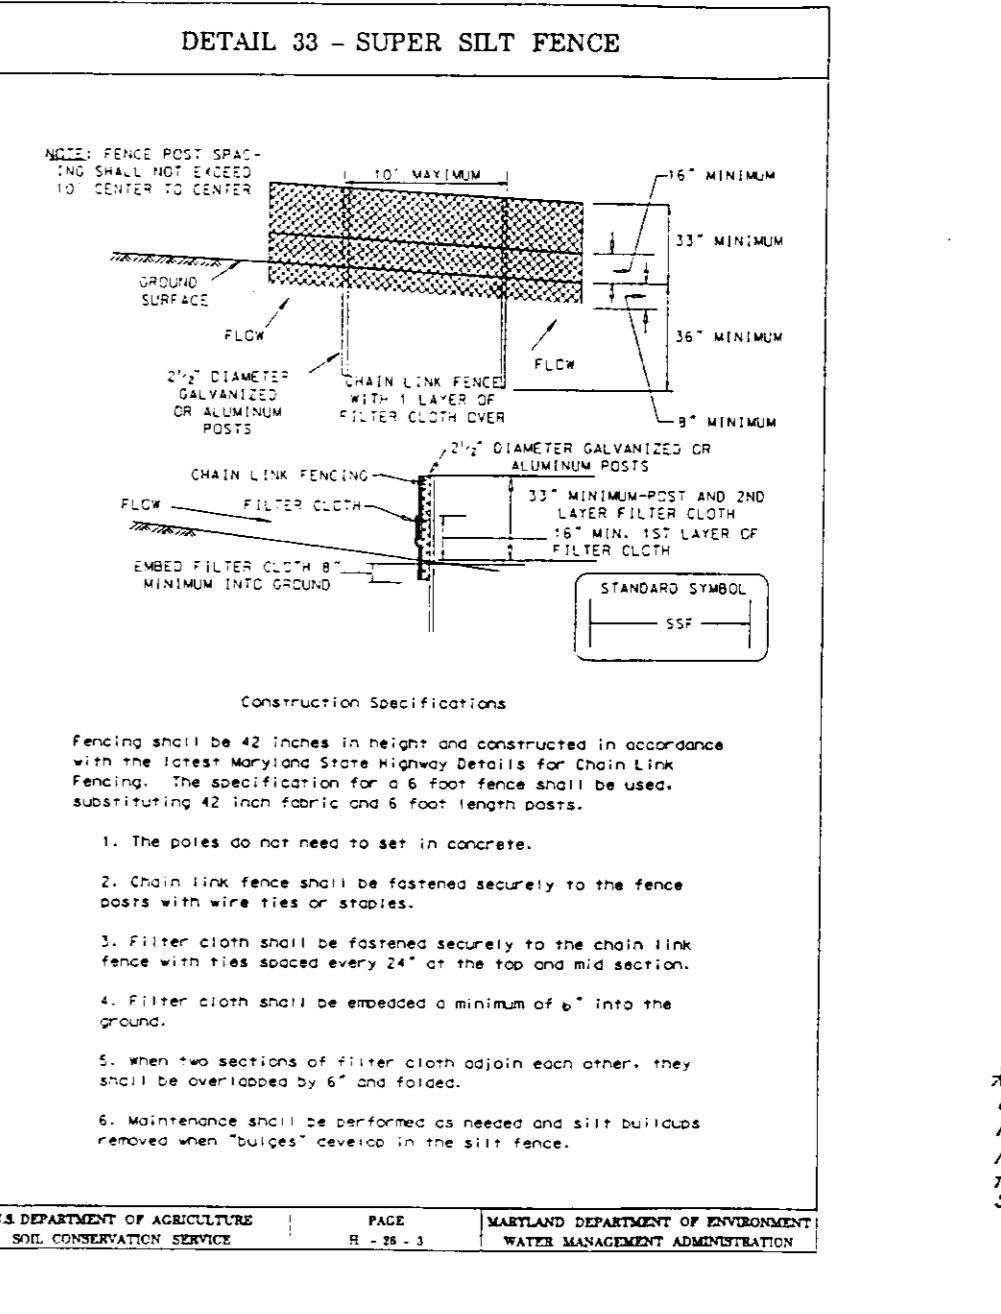 DETAIL 33 - SUPER SILT FENCE
NOTE: FENCE POST SPAC-
ING SHALL NOT EXCEED
10' CENTER TO CENTER
10' MAXIMUM
16" MINIMUM
33" MINIMUM
GROUND
SURFACE
FLOW
36" MINIMUM
FLOW
2 1/2" DIAMETER
GALVANIZED
OR ALUMINUM
POSTS
CHAIN LINK FENCE
WITH 1 LAYER OF
FILTER CLOTH OVER
8" MINIMUM
2 1/2" DIAMETER GALVANIZED OR
ALUMINUM POSTS
CHAIN LINK FENCING
FLOW
FILTER CLOTH
33" MINIMUM-POST AND 2ND
LAYER FILTER CLOTH
16" MIN. 1ST LAYER OF
FILTER CLOTH
EMBED FILTER CLOTH 8"
MINIMUM INTO GROUND
STANDARD SYMBOL
SSF
Construction Specifications
Fencing shall be 42 inches in height and constructed in accordance
with the latest Maryland State Highway Details for Chain Link
Fencing. The specification for a 6 foot fence shall be used,
substituting 42 inch fabric and 6 foot length posts.
1. The poles do not need to set in concrete.
2. Chain link fence shall be fastened securely to the fence
posts with wire ties or staples.
3. Filter cloth shall be fastened securely to the chain link
fence with ties spaced every 24" at the top and mid section.
4. Filter cloth shall be embedded a minimum of 6" into the
ground.
5. When two sections of filter cloth adjoin each other, they
shall be overlapped by 6" and folded.
6. Maintenance shall be performed as needed and silt buildups
removed when "bulges" develop in the silt fence.
U.S. DEPARTMENT OF AGRICULTURE
SOIL CONSERVATION SERVICE
PAGE
H - 26 - 3
MARYLAND DEPARTMENT OF ENVIRONMENT
WATER MANAGEMENT ADMINISTRATION